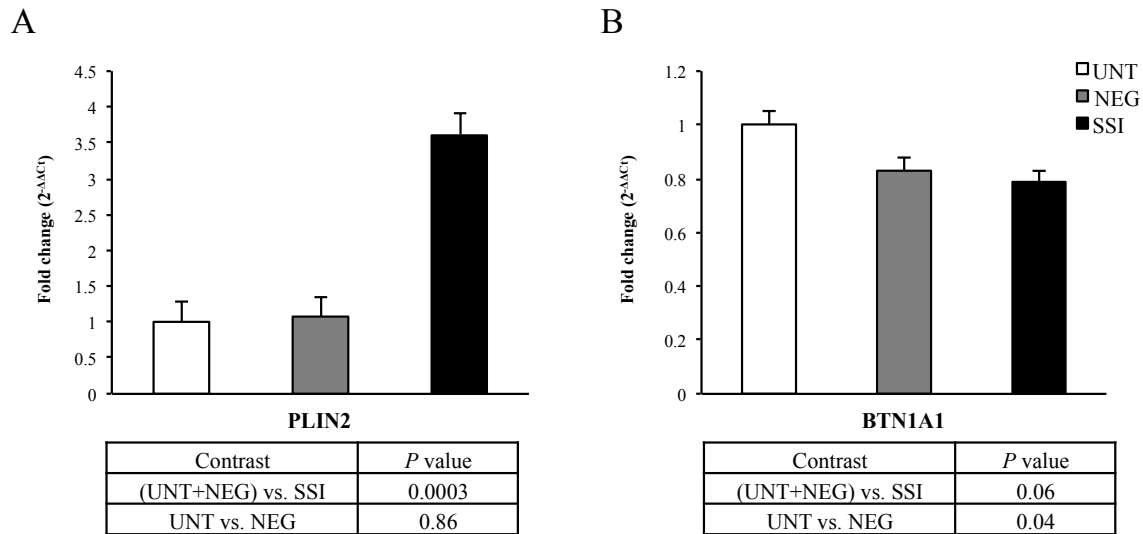 A
Fold change (2-ΔΔCt)
4.5
4
3.5
3
2.5
2
1.5
1
0.5
0
PLIN2
Contrast P value
(UNT+NEG) vs. SSI 0.0003
UNT vs. NEG 0.86
B
Fold change (2-ΔΔCt)
1.2
1
0.8
0.6
0.4
0.2
0
UNT
NEG
SSI
BTN1A1
Contrast P value
(UNT+NEG) vs. SSI 0.06
UNT vs. NEG 0.04